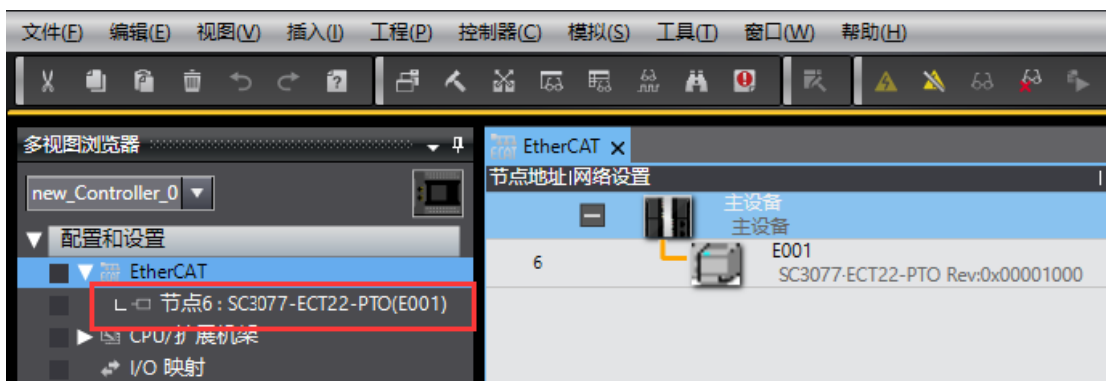 文件(F) 编辑(E) 视图(V) 插入(I) 工程(P) 控制器(C) 模拟(S) 工具(T) 窗口(W) 帮助(H)
多视图浏览器
new_Controller_0
配置和设置
EtherCAT
节点6 : SC3077-ECT22-PTO(E001)
CPU/扩展机架
I/O 映射
EtherCAT
节点地址|网络设置
主设备
主设备
6
E001
SC3077-ECT22-PTO Rev:0x00001000